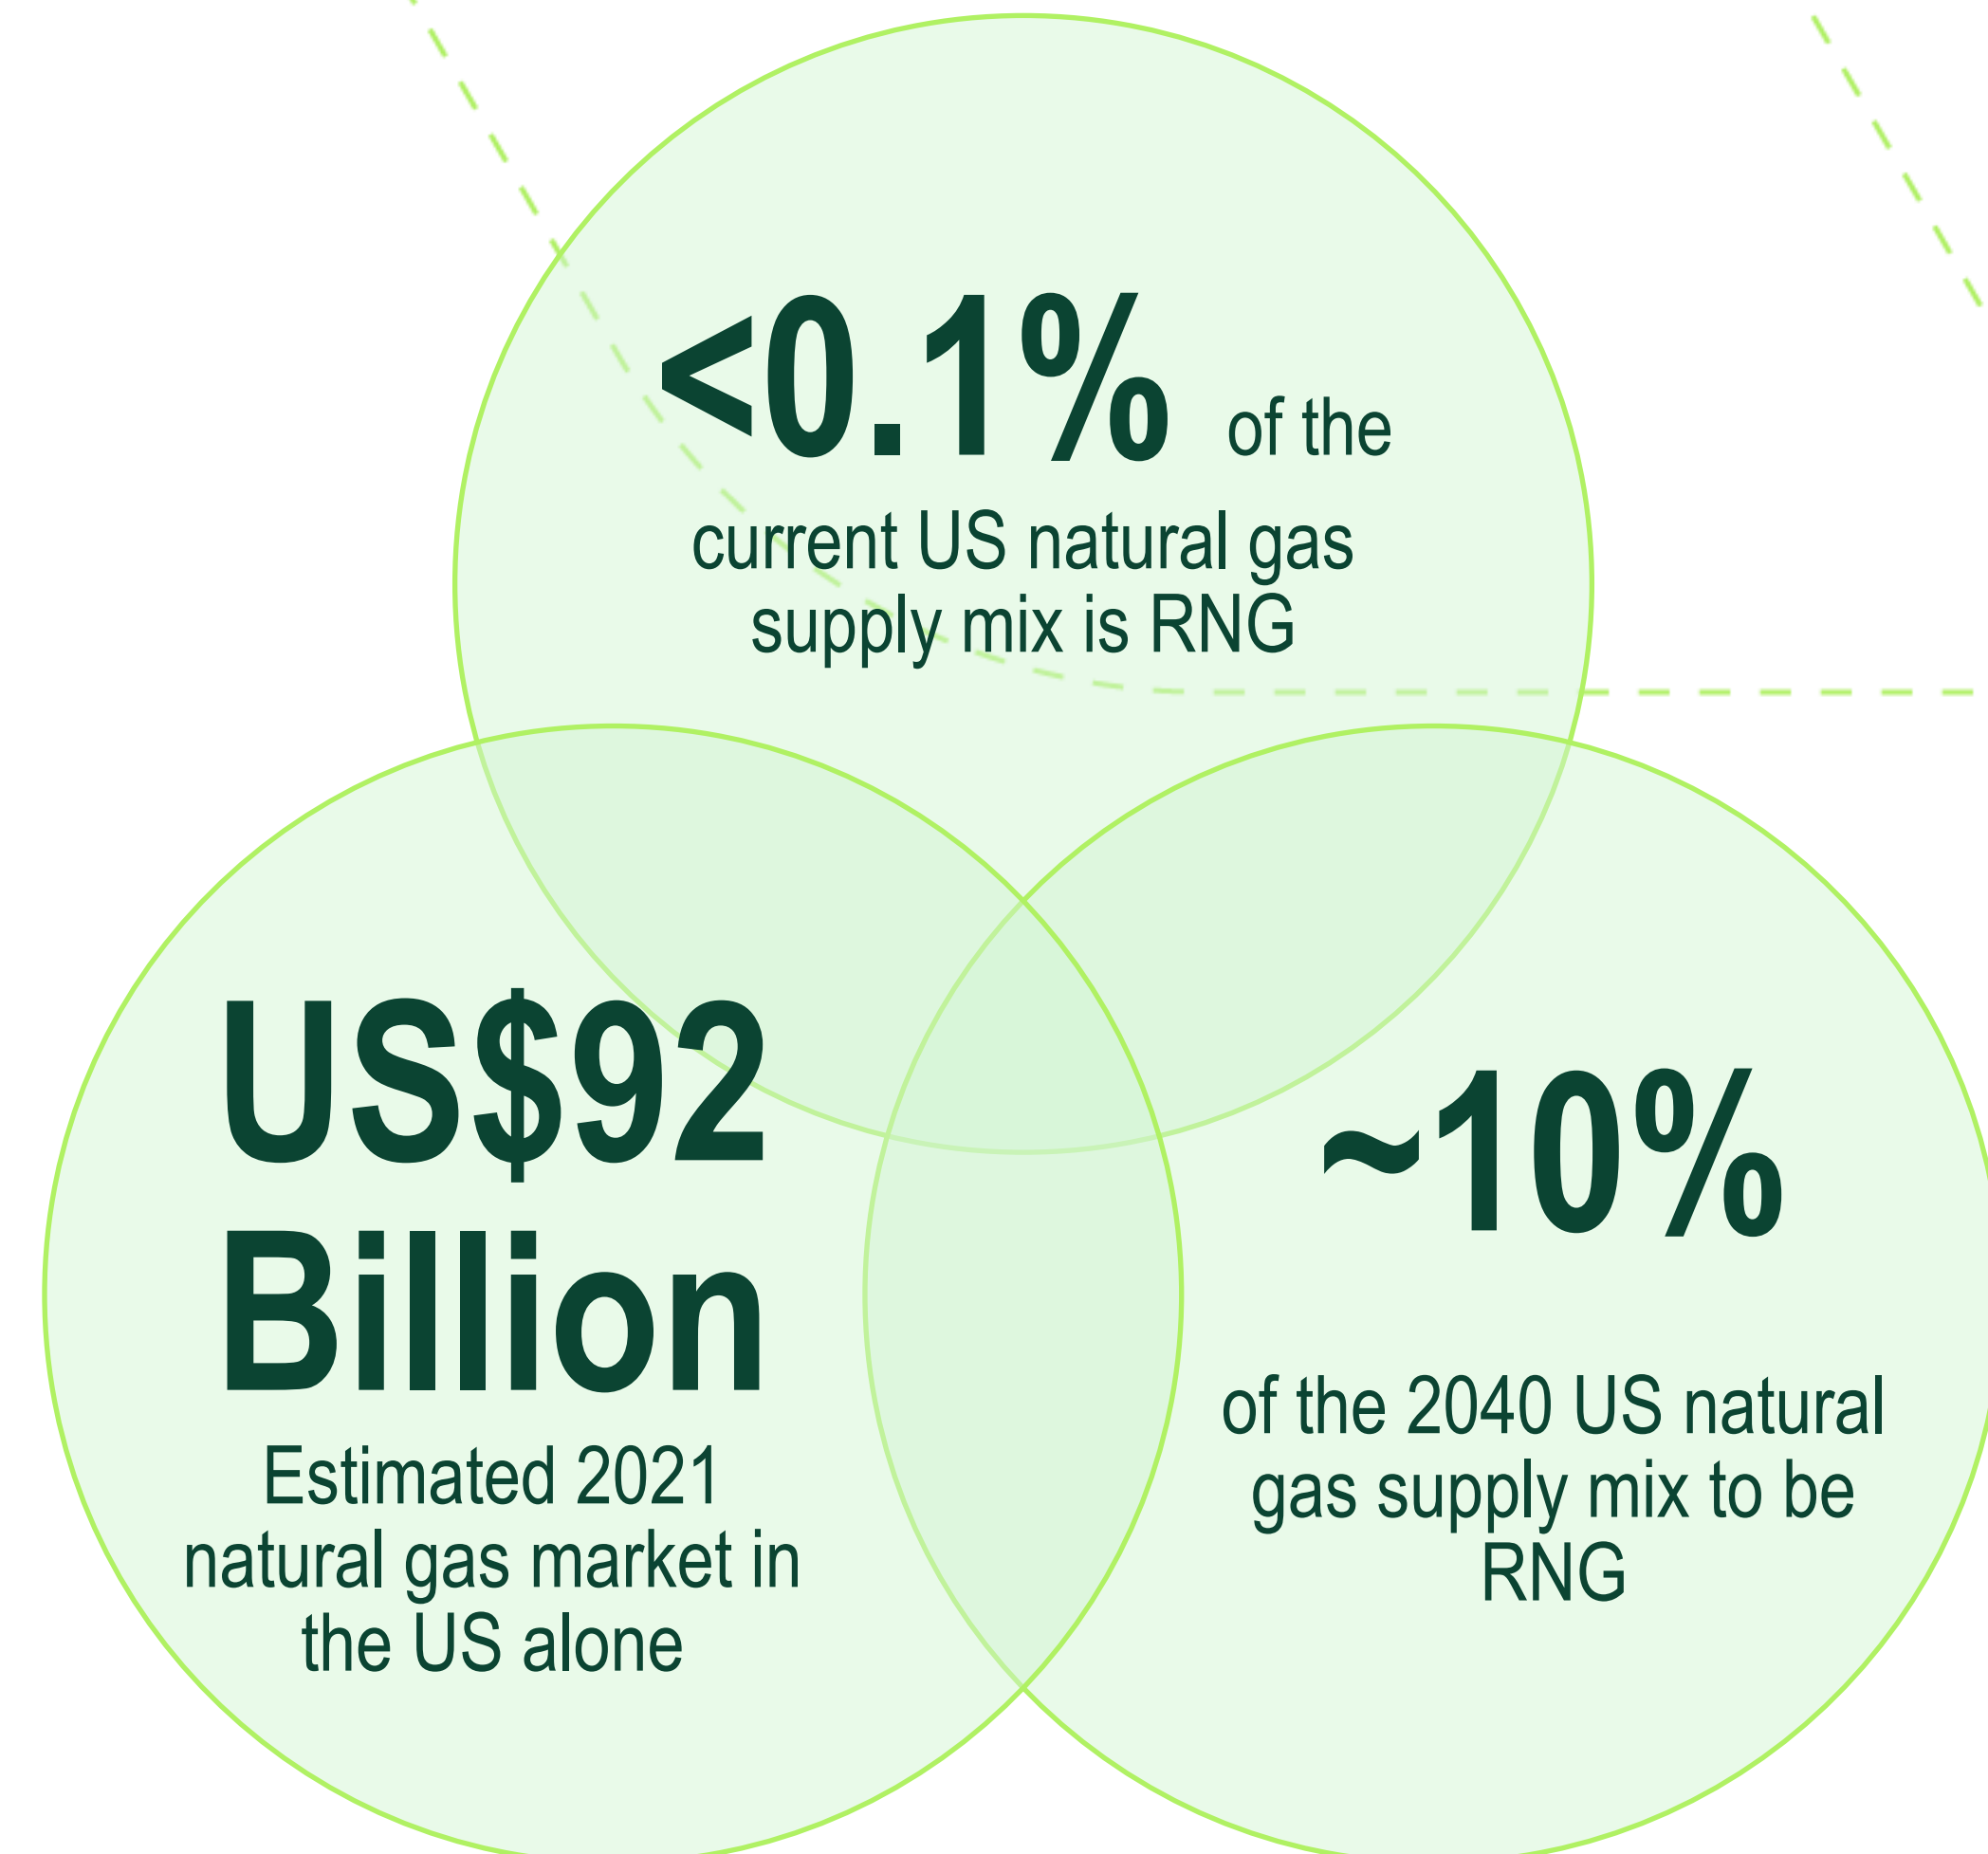 <0.1% of the
current US natural gas
supply mix is RNG
US$92
Billion
Estimated 2021
natural gas market in
the US alone
~10%
of the 2040 US natural
gas supply mix to be
RNG